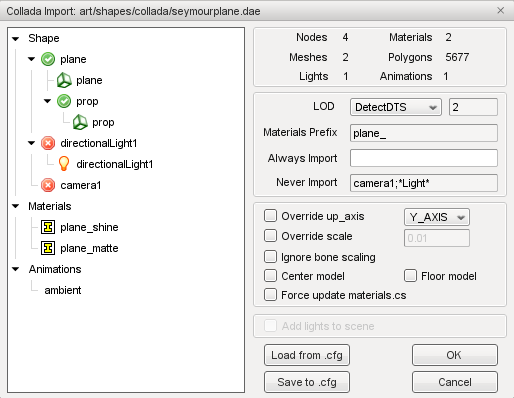 Collada Import: art/shapes/collada/seymourplane.dae
Shape
plane
plane
prop
prop
directionalLight1
directionalLight1
camera1
Materials
plane_shine
plane_matte
Animations
ambient
Nodes 4 Materials 2
Meshes 2 Polygons 5677
Lights 1 Animations 1
LOD DetectDTS 2
Materials Prefix plane_
Always Import
Never Import camera1;*Light*
Override up_axis Y_AXIS
Override scale 0.01
Ignore bone scaling
Center model Floor model
Force update materials.cs
Add lights to scene
Load from .cfg OK
Save to .cfg Cancel